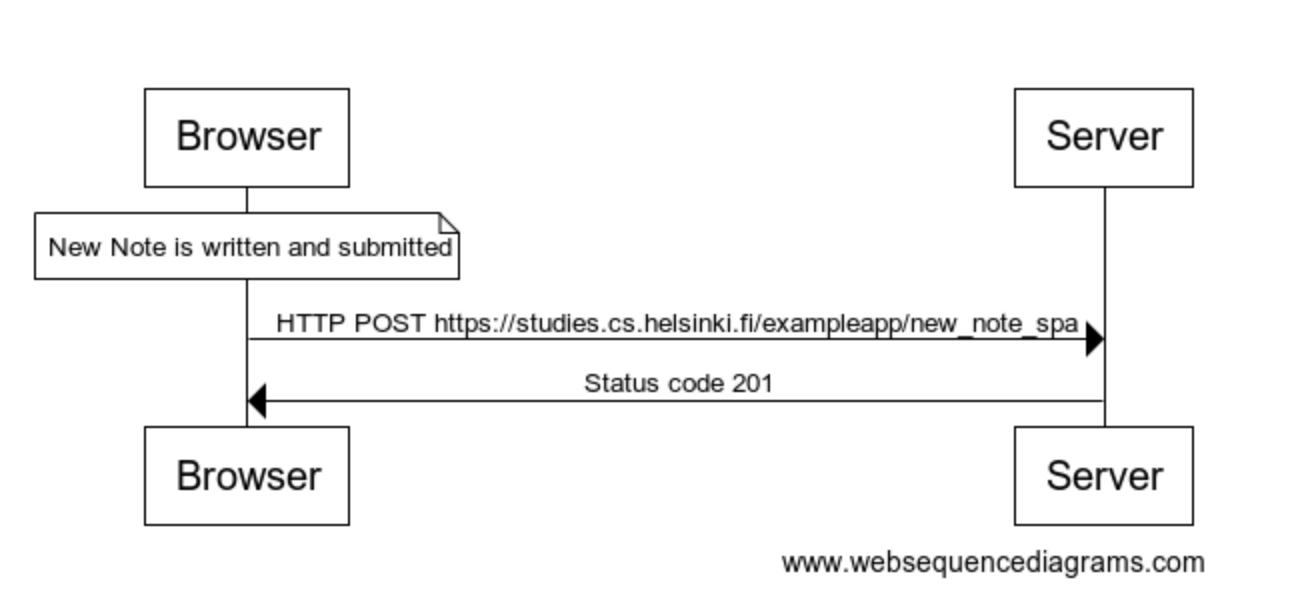 Browser
Server
New Note is written and submitted
HTTP POST https://studies.cs.helsinki.fi/exampleapp/new_note_spa
Status code 201
Browser
Server
www.websequencediagrams.com